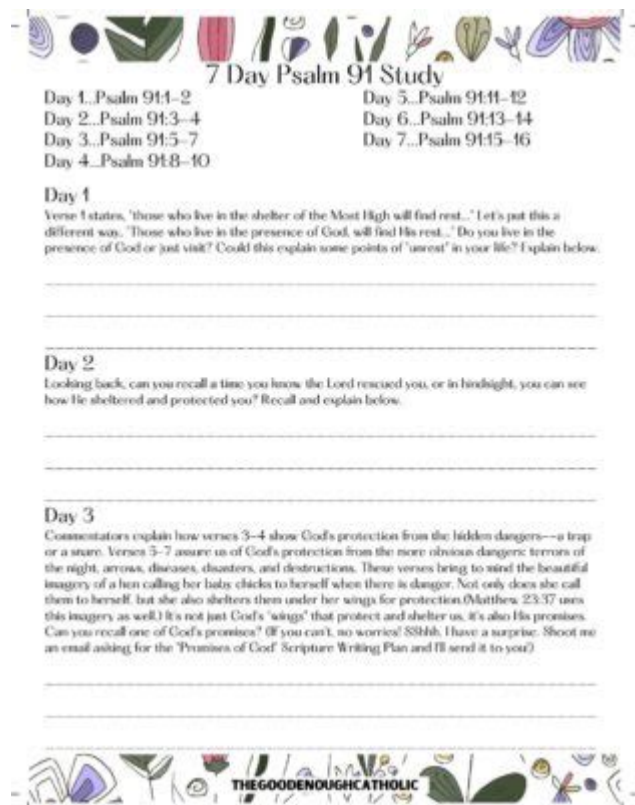 7 Day Psalm 91 Study
Day 1...Psalm 91:1-2
Day 2...Psalm 91:3-4
Day 3...Psalm 91:5-7
Day 4...Psalm 91:8-10
Day 5...Psalm 91:11-12
Day 6...Psalm 91:13-14
Day 7...Psalm 91:15-16
Day 1
Verse 1 states, "those who live in the shelter of the Most High will find rest..." Let's put this a
different way. "Those who live in the presence of God, will find His rest..." Do you live in the
presence of God or just visit? Could this explain some points of "unrest" in your life? Explain below.
Day 2
Looking back, can you recall a time you know the Lord rescued you, or in hindsight, you can see
how He sheltered and protected you? Recall and explain below.
Day 3
Commentators explain how verses 3-4 show God's protection from the hidden dangers--a trap
or a snare. Verses 5-7 assure us of God's protection from the more obvious dangers: terrors of
the night, arrows, diseases, disasters, and destructions. These verses bring to mind the beautiful
imagery of a hen calling her baby chicks to herself when there is danger. Not only does she call
them to herself, but she also shelters them under her wings for protection.(Matthew 23:37 uses
this imagery as well.) It's not just God's "wings" that protect and shelter us, it's also His promises.
Can you recall one of God's promises? (If you can't, no worries! SShhh, I have a surprise. Shoot me
an email asking for the "Promises of God" Scripture Writing Plan and I'll send it to you!)
THEGOODENOUGHCATHOLIC